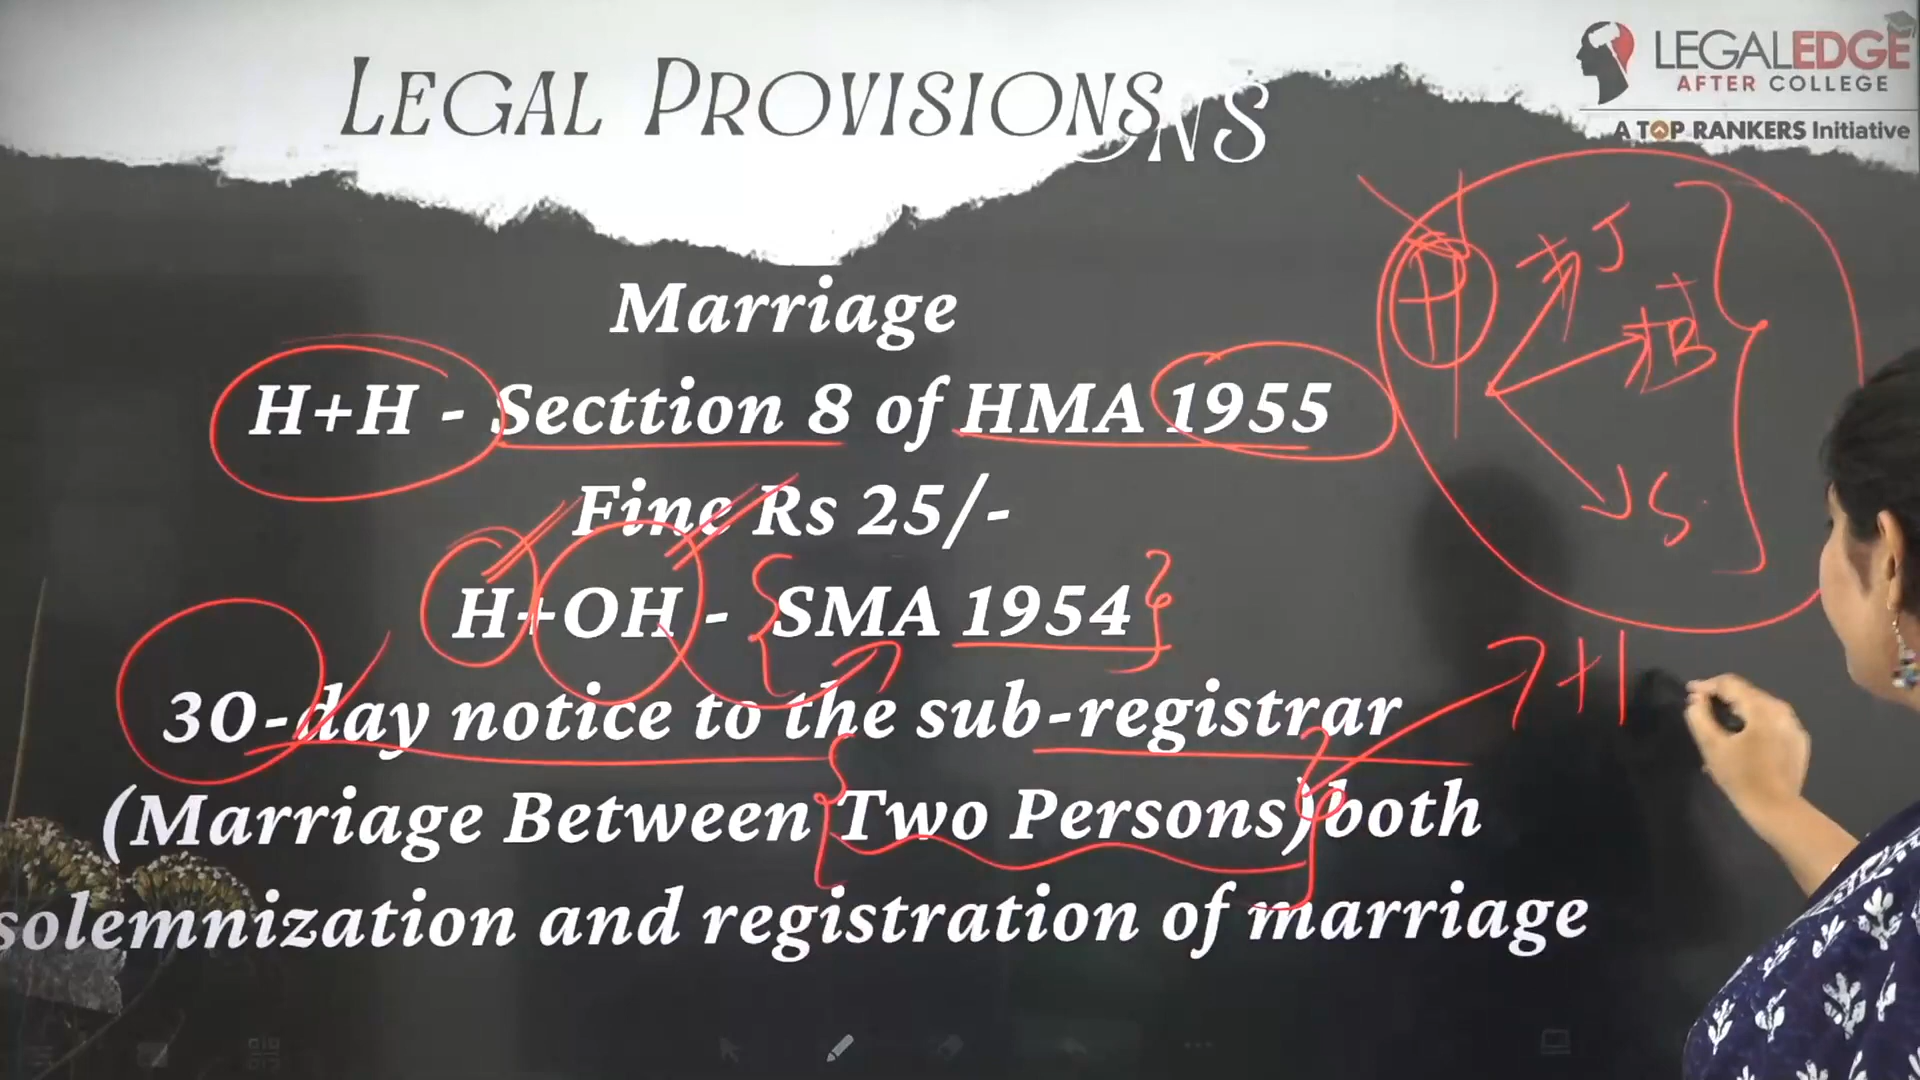 LEGAL PROVISIONS
NS
LEGALEDGE
AFTER COLLEGE
A TOP RANKERS Initiative
Marriage
H+H - Secttion 8 of HMA 1955
Fine Rs 25/-
H+OH - SMA 1954
30-day notice to the sub-registrar
(Marriage Between Two Persons)both
solemnization and registration of marriage
H
J
B
S